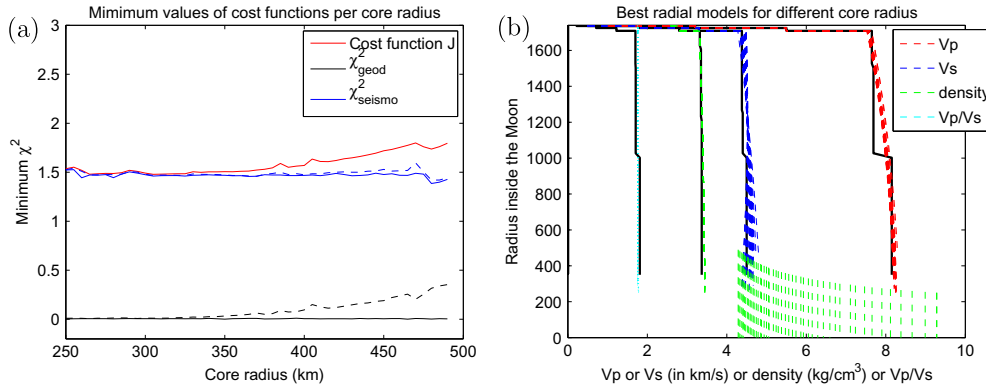 (a)
Mimimum values of cost functions per core radius
Cost function J
χ²geod
χ²seismo
Minimum χ²
3
2.5
2
1.5
1
0.5
0
250 300 350 400 450 500
Core radius (km)
(b)
Best radial models for different core radius
Vp
Vs
density
Vp/Vs
Radius inside the Moon
1600
1400
1200
1000
800
600
400
200
0
0 2 4 6 8 10
Vp or Vs (in km/s) or density (kg/cm³) or Vp/Vs